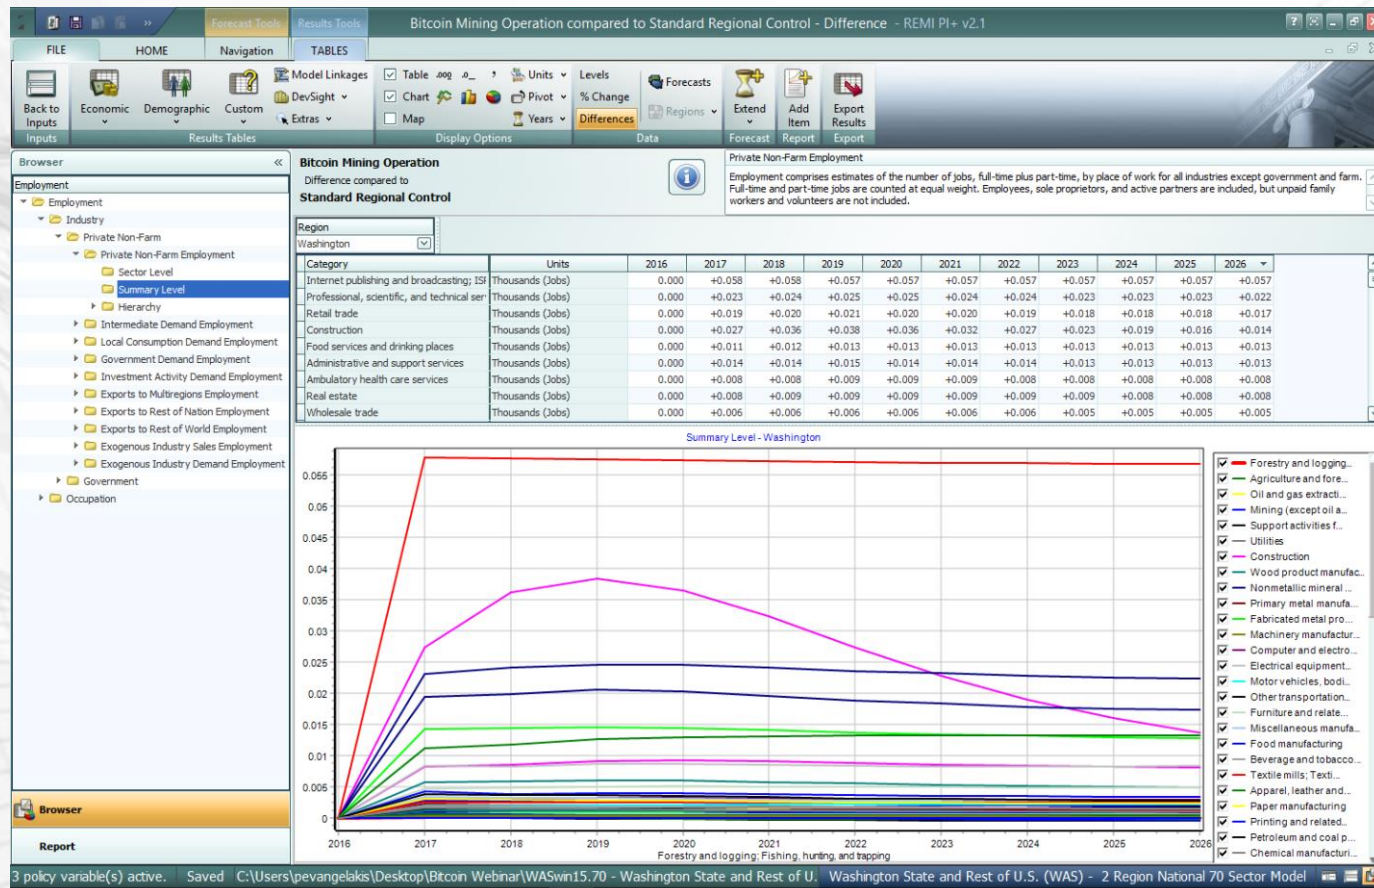 Forecast Tools
Results Tools
Bitcoin Mining Operation compared to Standard Regional Control - Difference - REMI PI+ v2.1
FILE
HOME
Navigation
TABLES
Back to Inputs
Economic
Demographic
Custom
Model Linkages
DevSight
Extras
Table
Chart
Map
Units
Pivot
Years
Levels
% Change
Differences
Forecasts
Regions
Extend
Add Item
Export Results
Inputs
Results Tables
Display Options
Data
Forecast
Report
Export
Browser
Employment
Employment
Industry
Private Non-Farm
Private Non-Farm Employment
Sector Level
Summary Level
Hierarchy
Intermediate Demand Employment
Local Consumption Demand Employment
Government Demand Employment
Investment Activity Demand Employment
Exports to Multiregions Employment
Exports to Rest of Nation Employment
Exports to Rest of World Employment
Exogenous Industry Sales Employment
Exogenous Industry Demand Employment
Government
Occupation
Browser
Report
Bitcoin Mining Operation
Difference compared to
Standard Regional Control
Private Non-Farm Employment
Employment comprises estimates of the number of jobs, full-time plus part-time, by place of work for all industries except government and farm.
Full-time and part-time jobs are counted at equal weight. Employees, sole proprietors, and active partners are included, but unpaid family
workers and volunteers are not included.
Region
Washington
Category Units 2016 2017 2018 2019 2020 2021 2022 2023 2024 2025 2026
Internet publishing and broadcasting; ISP Thousands (Jobs) 0.000 +0.058 +0.058 +0.057 +0.057 +0.057 +0.057 +0.057 +0.057 +0.057 +0.057
Professional, scientific, and technical ser Thousands (Jobs) 0.000 +0.023 +0.024 +0.025 +0.025 +0.024 +0.024 +0.023 +0.023 +0.023 +0.022
Retail trade Thousands (Jobs) 0.000 +0.019 +0.020 +0.021 +0.020 +0.020 +0.019 +0.018 +0.018 +0.018 +0.017
Construction Thousands (Jobs) 0.000 +0.027 +0.036 +0.038 +0.036 +0.032 +0.027 +0.023 +0.019 +0.016 +0.014
Food services and drinking places Thousands (Jobs) 0.000 +0.011 +0.012 +0.013 +0.013 +0.013 +0.013 +0.013 +0.013 +0.013 +0.013
Administrative and support services Thousands (Jobs) 0.000 +0.014 +0.014 +0.015 +0.014 +0.014 +0.014 +0.013 +0.013 +0.013 +0.013
Ambulatory health care services Thousands (Jobs) 0.000 +0.008 +0.008 +0.009 +0.009 +0.009 +0.008 +0.008 +0.008 +0.008 +0.008
Real estate Thousands (Jobs) 0.000 +0.008 +0.009 +0.009 +0.009 +0.009 +0.009 +0.009 +0.008 +0.008 +0.008
Wholesale trade Thousands (Jobs) 0.000 +0.006 +0.006 +0.006 +0.006 +0.006 +0.006 +0.005 +0.005 +0.005 +0.005
Summary Level - Washington
0.055
0.05
0.045
0.04
0.035
0.03
0.025
0.02
0.015
0.01
0.005
0
2016 2017 2018 2019 2020 2021 2022 2023 2024 2025 2026
Forestry and logging; Fishing, hunting, and trapping
Forestry and logging...
Agriculture and fore...
Oil and gas extracti...
Mining (except oil a...
Support activities f...
Utilities
Construction
Wood product manufac...
Nonmetallic mineral ...
Primary metal manufa...
Fabricated metal pro...
Machinery manufactur...
Computer and electro...
Electrical equipment...
Motor vehicles, bodi...
Other transportation...
Furniture and relate...
Miscellaneous manufa...
Food manufacturing
Beverage and tobacco...
Textile mills; Texti...
Apparel, leather and...
Paper manufacturing
Printing and related...
Petroleum and coal p...
Chemical manufacturi...
3 policy variable(s) active. Saved C:\Users\pevangelakis\Desktop\Bitcoin Webinar\WASwin15.70 - Washington State and Rest of U. Washington State and Rest of U.S. (WAS) - 2 Region National 70 Sector Model